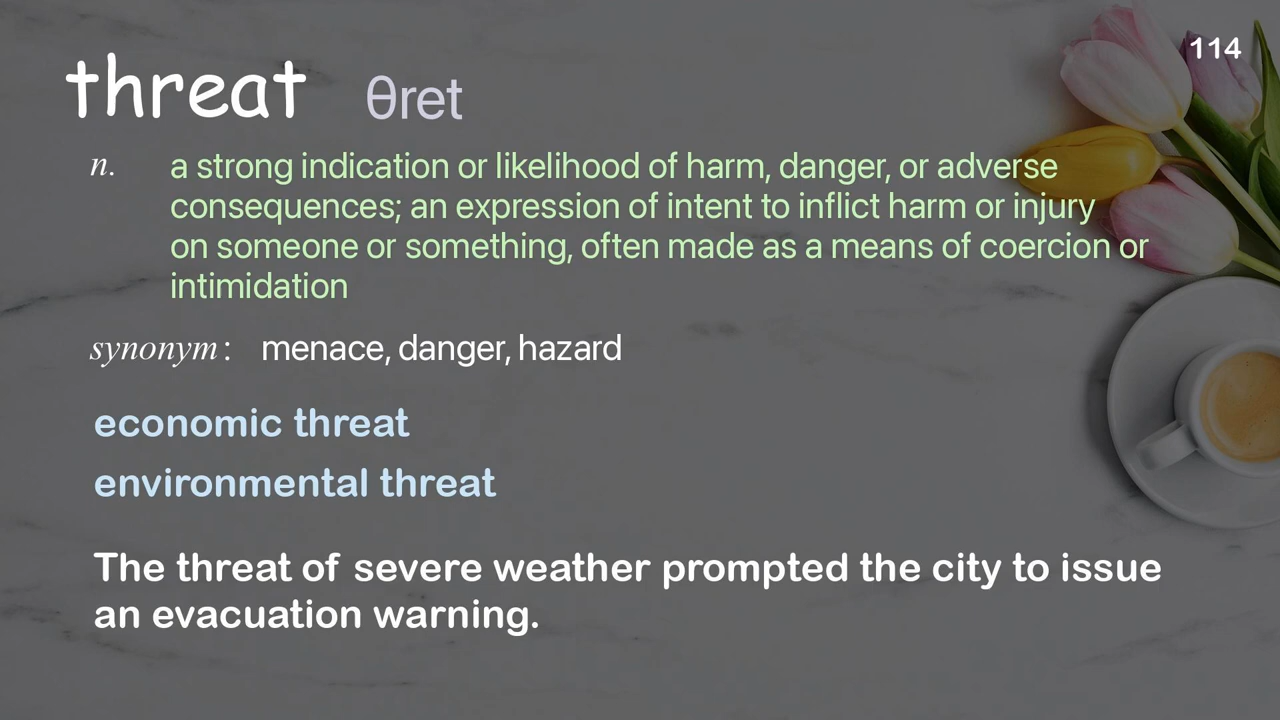 114
threat θret
n. a strong indication or likelihood of harm, danger, or adverse
consequences; an expression of intent to inflict harm or injury
on someone or something, often made as a means of coercion or
intimidation
synonym: menace, danger, hazard
economic threat
environmental threat
The threat of severe weather prompted the city to issue
an evacuation warning.